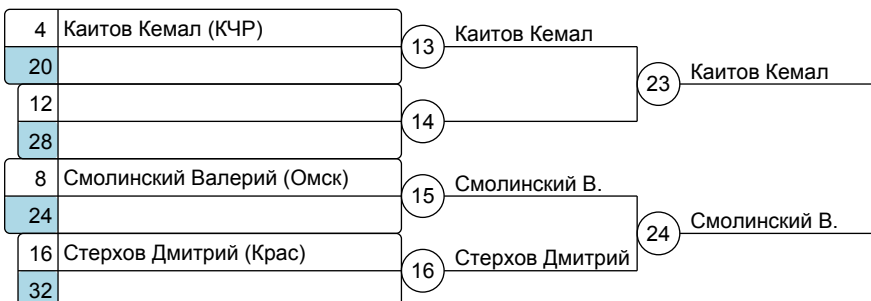 4 Каитов Кемал (КЧР)
13 Каитов Кемал
20
23 Каитов Кемал
12
14
28
8 Смолинский Валерий (Омск)
15 Смолинский В.
24
24 Смолинский В.
16 Стерхов Дмитрий (Крас)
16 Стерхов Дмитрий
32